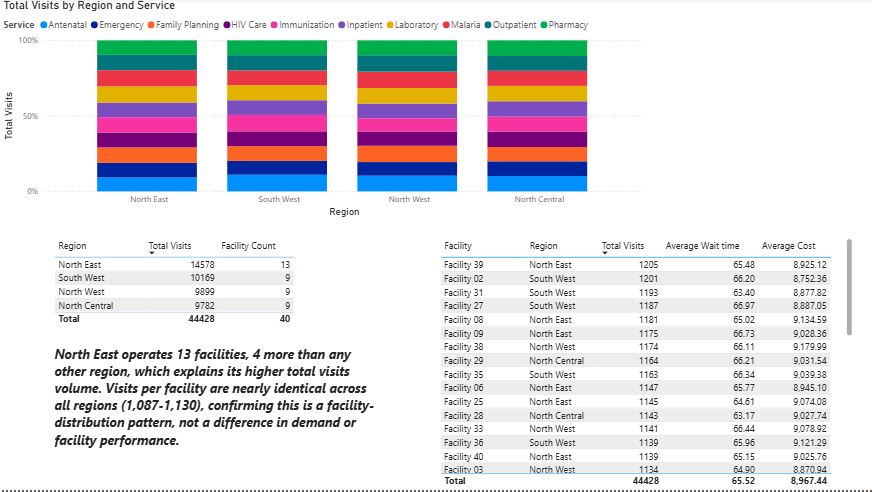 Total Visits by Region and Service
Service Antenatal Emergency Family Planning HIV Care Immunization Inpatient Laboratory Malaria Outpatient Pharmacy
100%
50%
0%
Total Visits
North East South West North West North Central
Region
Region Total Visits Facility Count
North East 14578 13
South West 10169 9
North West 9899 9
North Central 9782 9
Total 44428 40
North East operates 13 facilities, 4 more than any
other region, which explains its higher total visits
volume. Visits per facility are nearly identical across
all regions (1,087-1,130), confirming this is a facility-
distribution pattern, not a difference in demand or
facility performance.
Facility Region Total Visits Average Wait time Average Cost
Facility 39 North East 1205 65.48 8,925.12
Facility 02 South West 1201 66.20 8,752.36
Facility 31 South West 1193 63.40 8,877.82
Facility 27 South West 1187 66.97 8,887.05
Facility 08 North East 1181 65.02 9,134.59
Facility 09 North East 1175 66.73 9,028.36
Facility 38 North West 1174 66.11 9,179.99
Facility 29 North Central 1164 66.21 9,031.54
Facility 35 South West 1163 66.34 9,039.38
Facility 06 North East 1147 65.77 8,945.10
Facility 25 North East 1145 64.61 9,074.08
Facility 28 North Central 1143 63.17 9,027.74
Facility 33 North West 1141 66.44 9,078.92
Facility 36 South West 1139 65.96 9,121.29
Facility 40 North East 1139 65.15 9,025.76
Facility 03 North West 1134 64.90 8,870.94
Total 44428 65.52 8,967.44